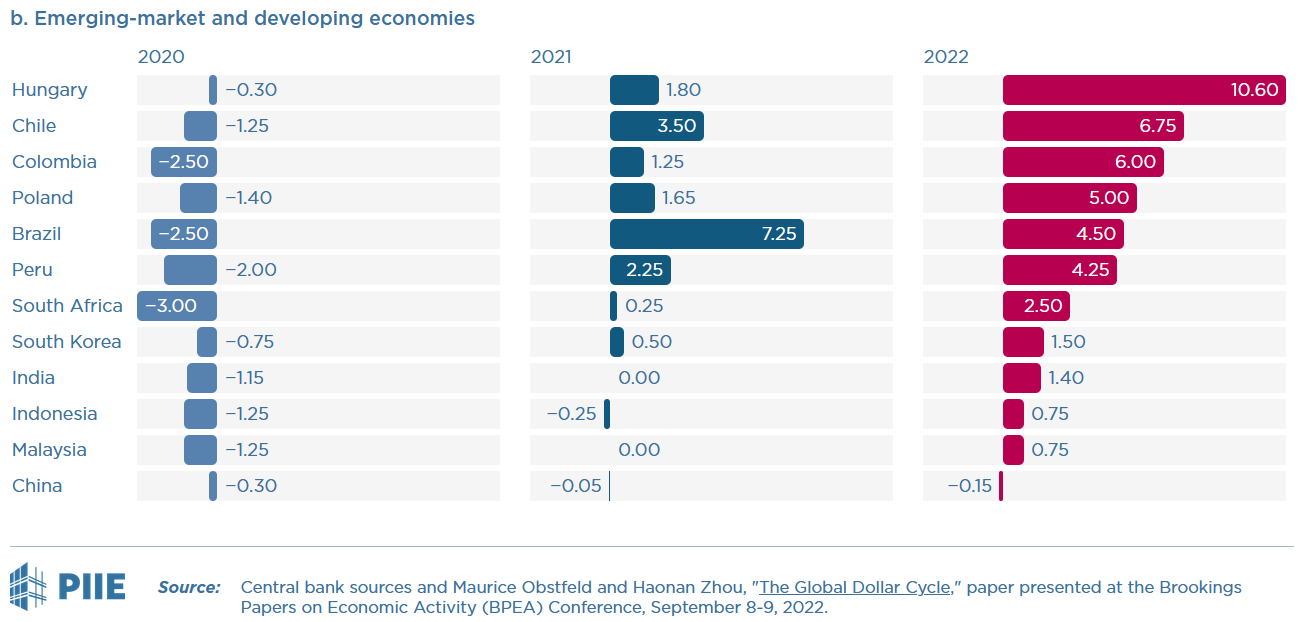 b. Emerging-market and developing economies
2020 2021 2022
Hungary −0.30 1.80 10.60
Chile −1.25 3.50 6.75
Colombia −2.50 1.25 6.00
Poland −1.40 1.65 5.00
Brazil −2.50 7.25 4.50
Peru −2.00 2.25 4.25
South Africa −3.00 0.25 2.50
South Korea −0.75 0.50 1.50
India −1.15 0.00 1.40
Indonesia −1.25 −0.25 0.75
Malaysia −1.25 0.00 0.75
China −0.30 −0.05 −0.15
PIIE Source: Central bank sources and Maurice Obstfeld and Haonan Zhou, "The Global Dollar Cycle," paper presented at the Brookings
Papers on Economic Activity (BPEA) Conference, September 8-9, 2022.